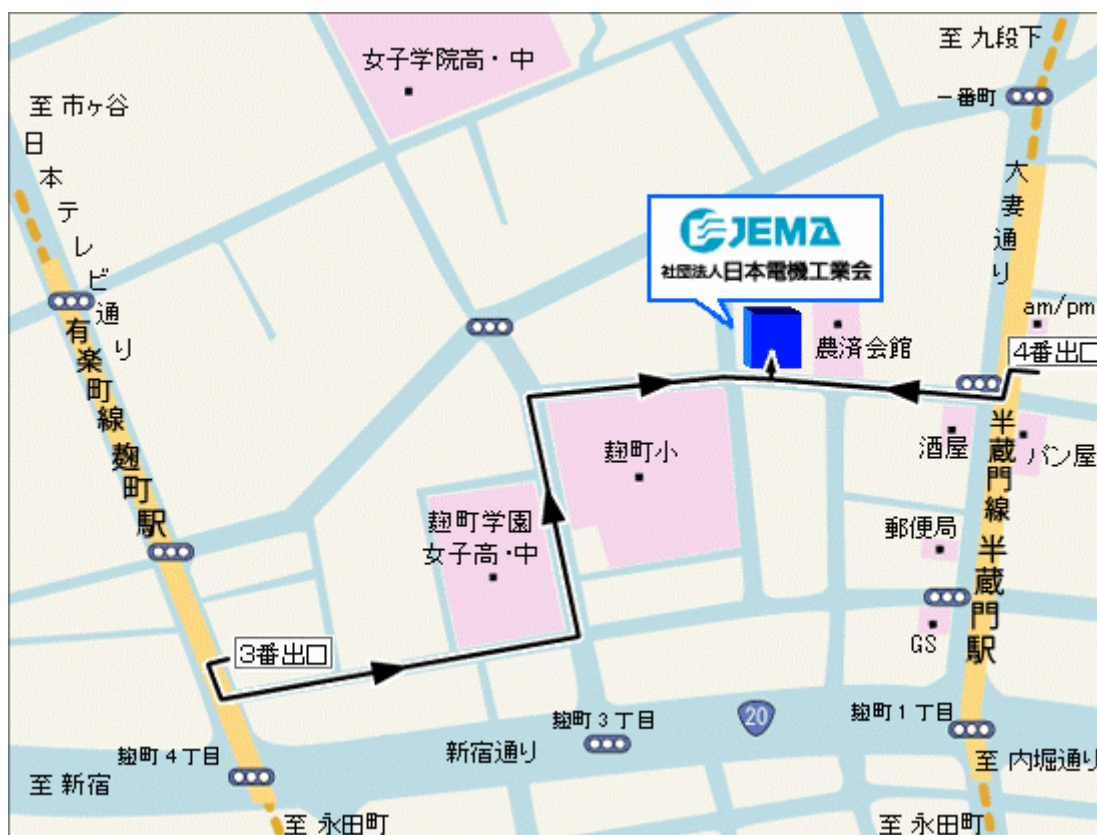 女子学院高・中
至 九段下
一番町
至 市ヶ谷
日本テレビ通り
大妻通り
JEMA
社団法人日本電機工業会
am/pm
農済会館
4番出口
有楽町線 麹町駅
麹町小
酒屋
パン屋
半蔵門線 半蔵門駅
麹町学園
女子高・中
郵便局
GS
3番出口
麹町3丁目
20
麹町1丁目
麹町4丁目
新宿通り
至 新宿
至 内堀通り
至 永田町
至 永田町